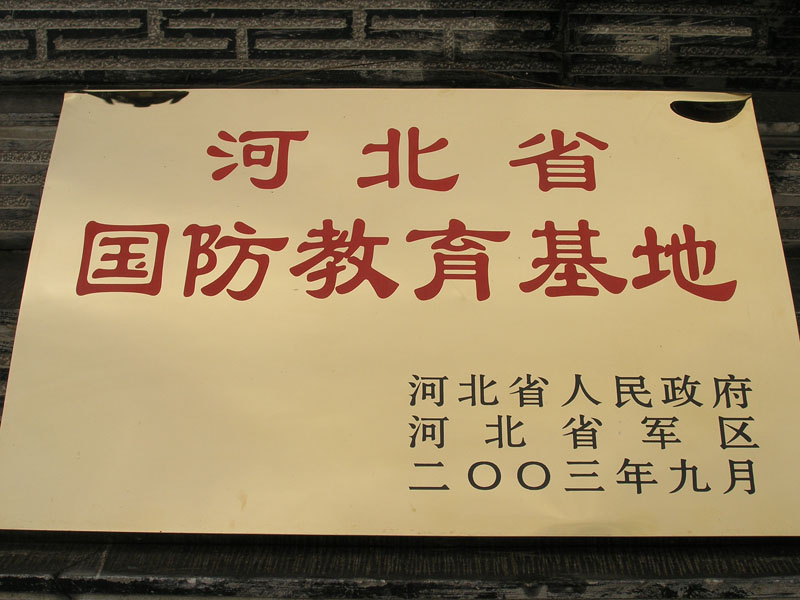 河北省
国防教育基地
河北省人民政府
河北省军区
二〇〇三年九月